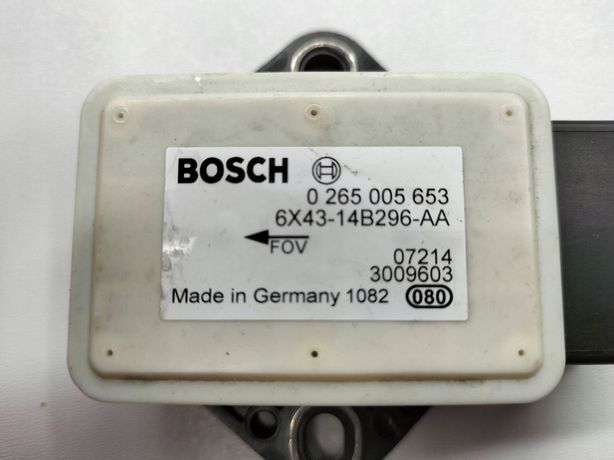 BOSCH
0 265 005 653
6X43-14B296-AA
FOV
07214
3009603
Made in Germany 1082 080